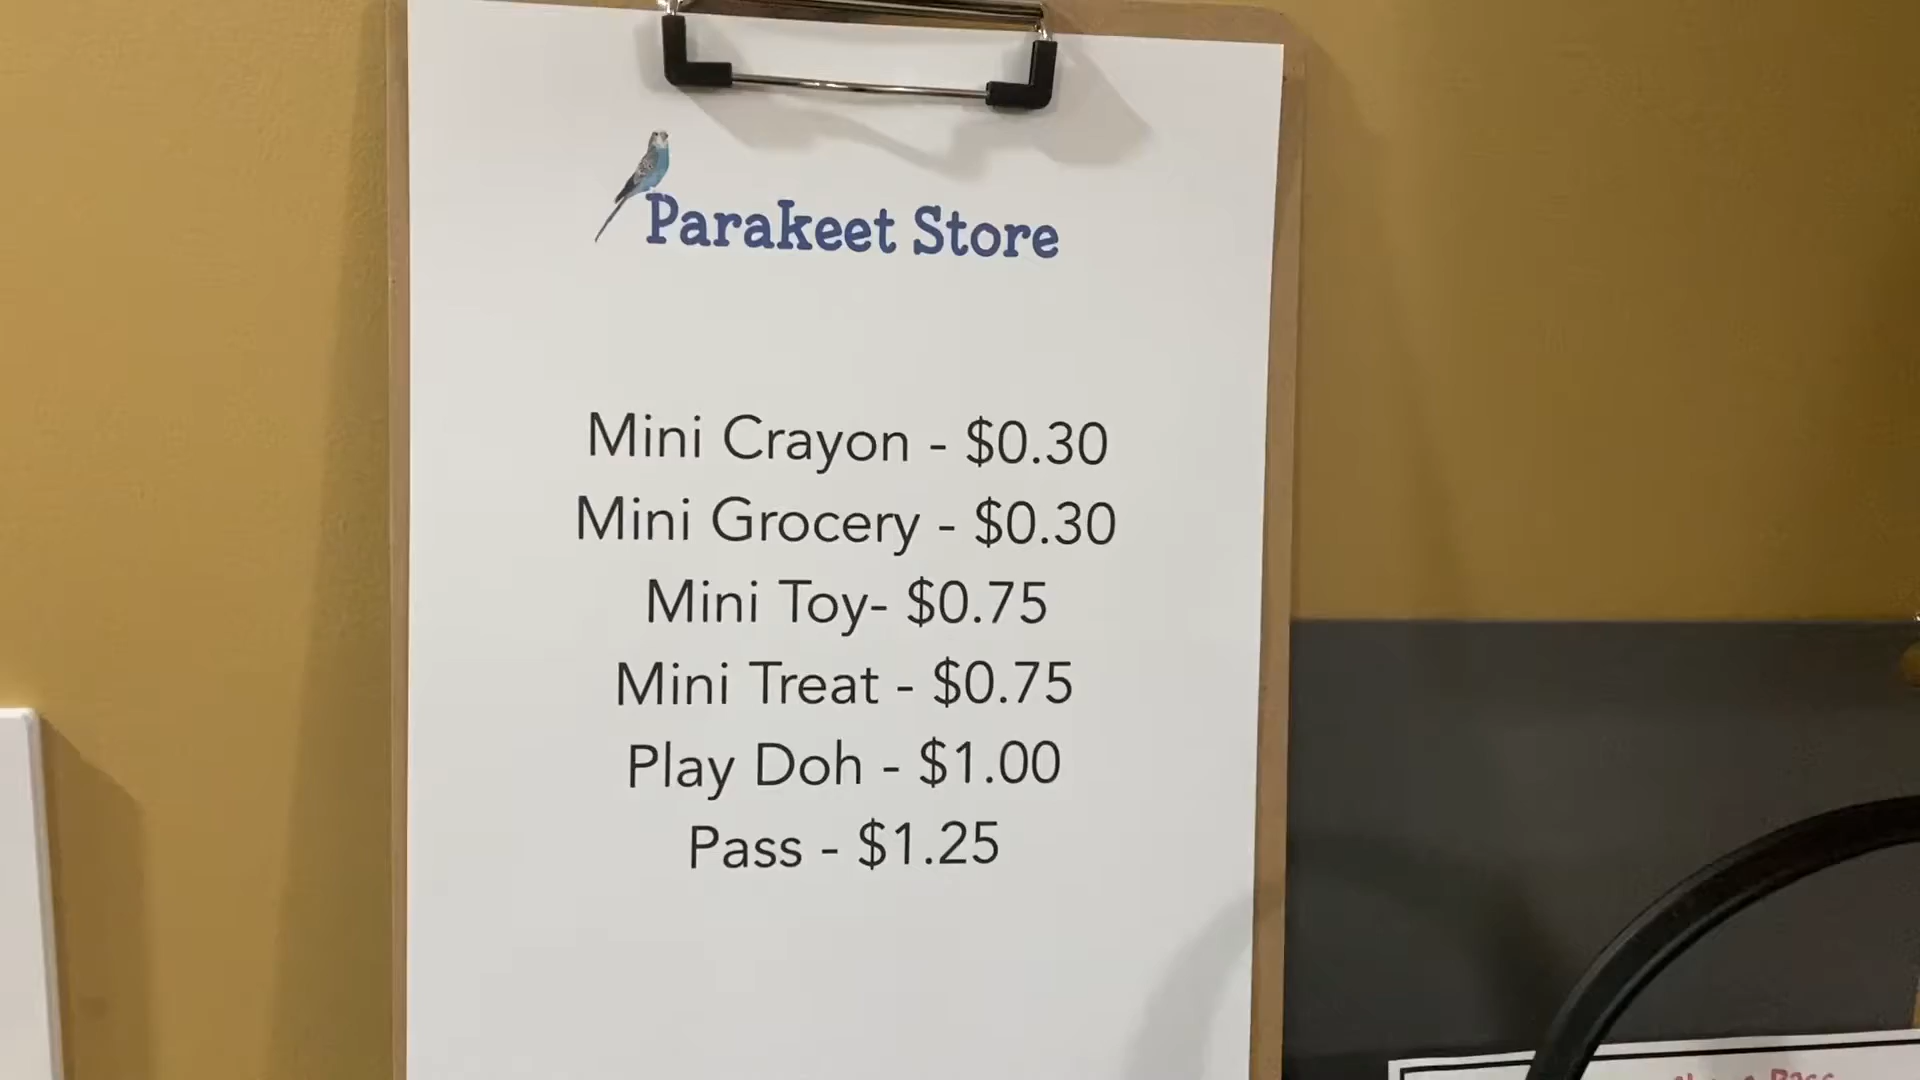 Parakeet Store
Mini Crayon - $0.30
Mini Grocery - $0.30
Mini Toy- $0.75
Mini Treat - $0.75
Play Doh - $1.00
Pass - $1.25
Pass